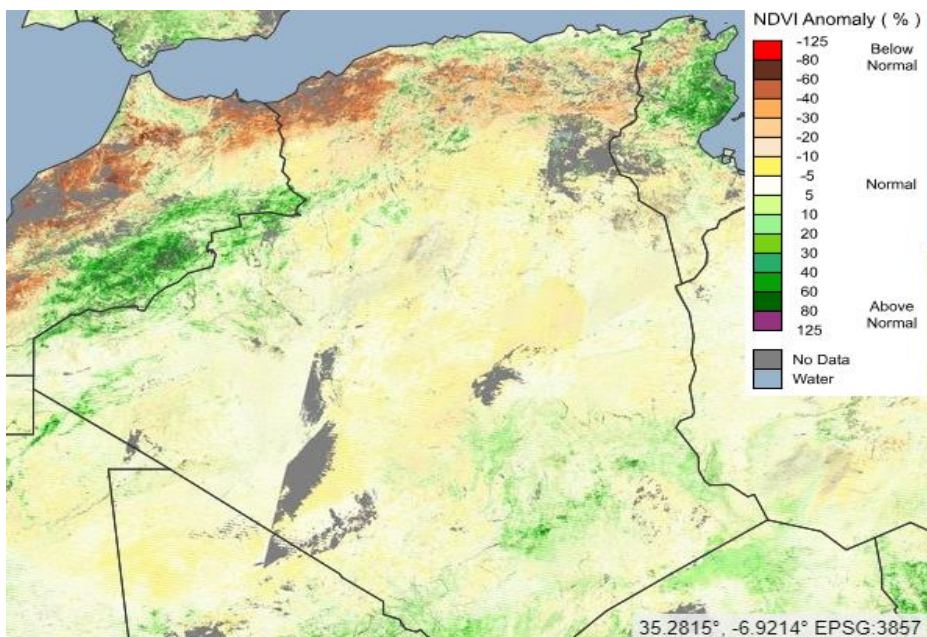 NDVI Anomaly ( % )
-125
-80
-60
-40
-30
-20
-10
-5
5
10
20
30
40
60
80
125
Below
Normal
Normal
Above
Normal
No Data
Water
35.2815°, -6.9214° EPSG:3857